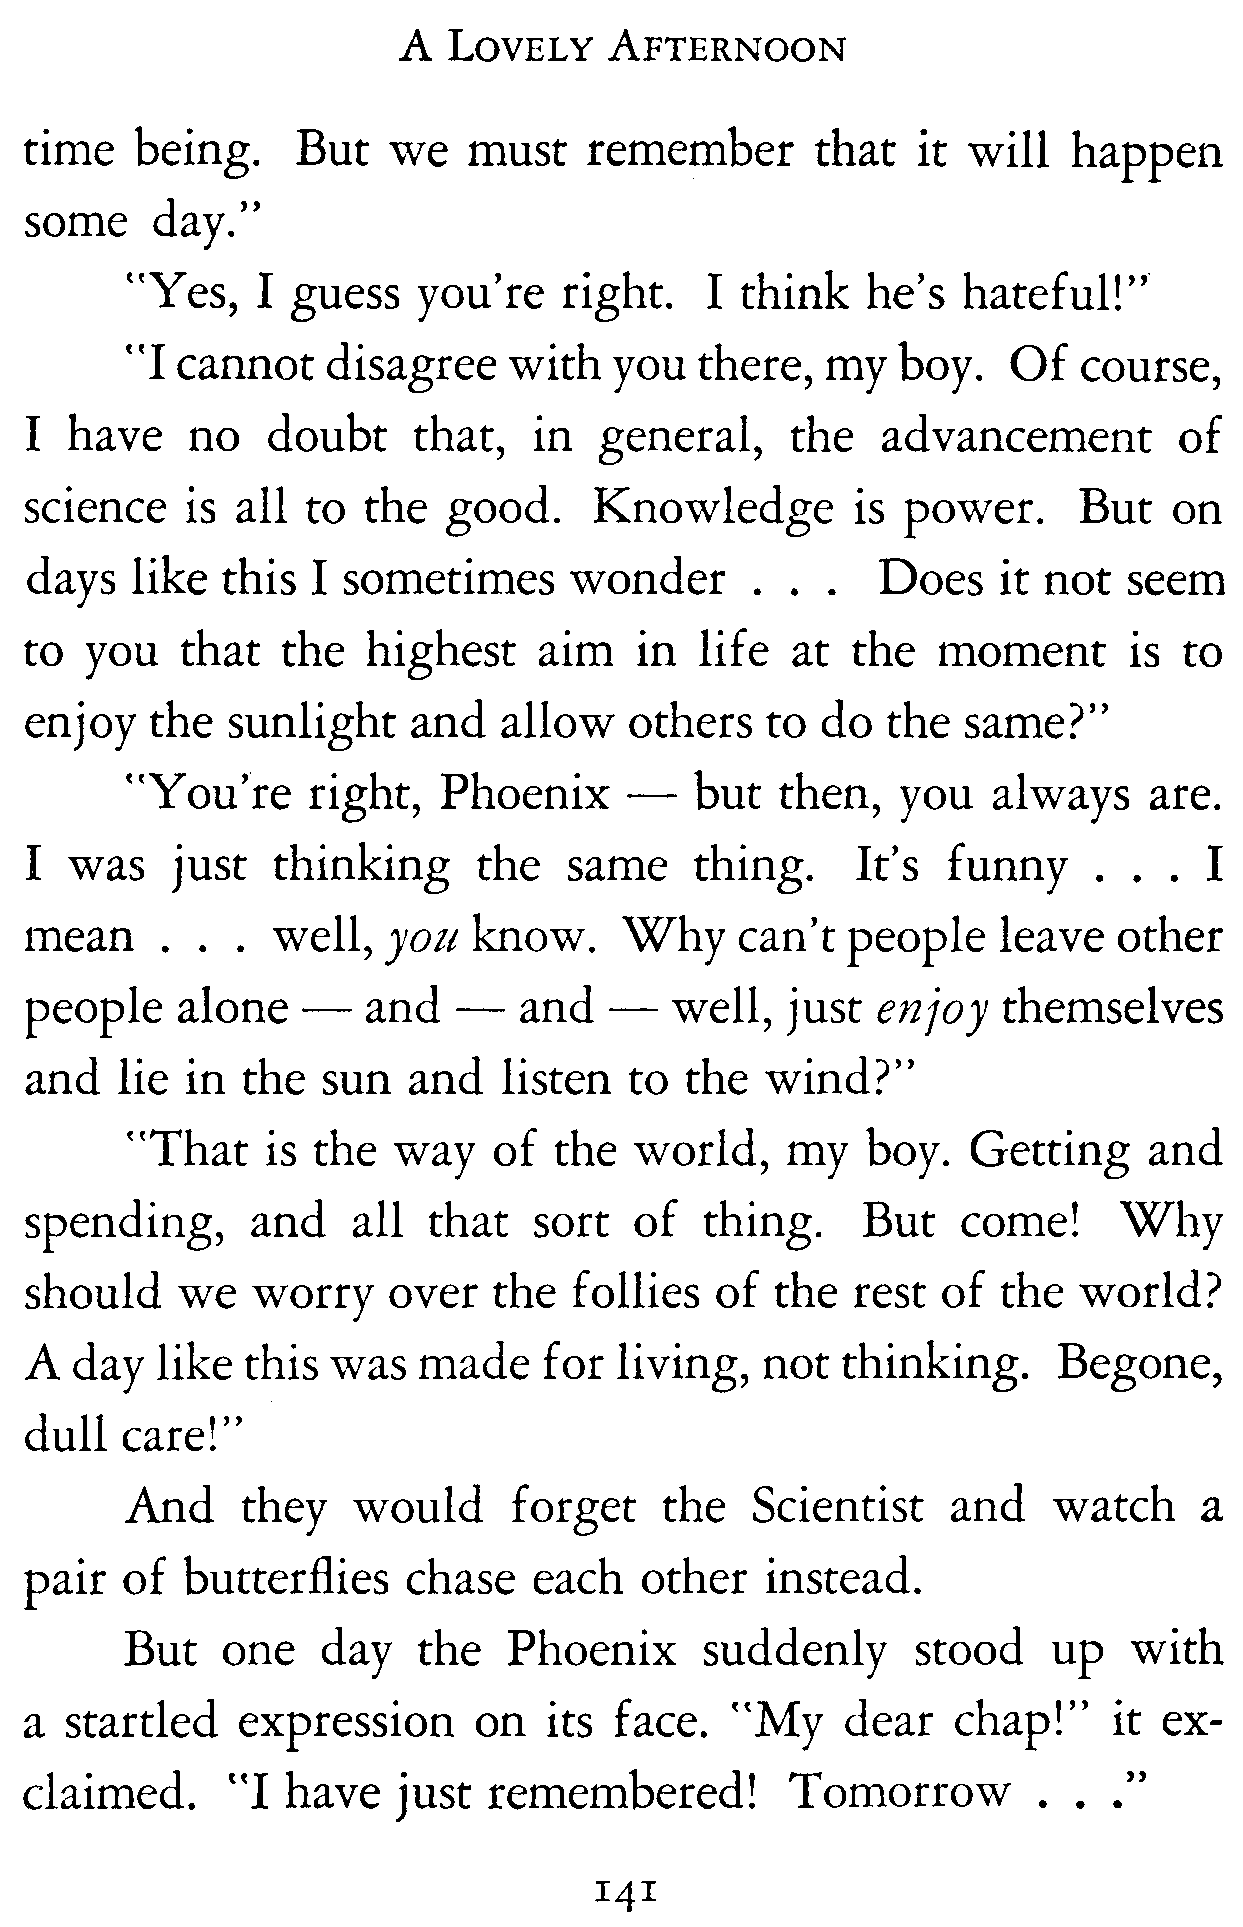 A LOVELY AFTERNOON
time being. But we must remember that it will happen
some day."
"Yes, I guess you're right. I think he's hateful!"
"I cannot disagree with you there, my boy. Of course,
I have no doubt that, in general, the advancement of
science is all to the good. Knowledge is power. But on
days like this I sometimes wonder . . . Does it not seem
to you that the highest aim in life at the moment is to
enjoy the sunlight and allow others to do the same?"
"You're right, Phoenix — but then, you always are.
I was just thinking the same thing. It's funny . . . I
mean . . . well, you know. Why can't people leave other
people alone — and — and — well, just enjoy themselves
and lie in the sun and listen to the wind?"
"That is the way of the world, my boy. Getting and
spending, and all that sort of thing. But come! Why
should we worry over the follies of the rest of the world?
A day like this was made for living, not thinking. Begone,
dull care!"
And they would forget the Scientist and watch a
pair of butterflies chase each other instead.
But one day the Phoenix suddenly stood up with
a startled expression on its face. "My dear chap!" it ex-
claimed. "I have just remembered! Tomorrow . . ."
141